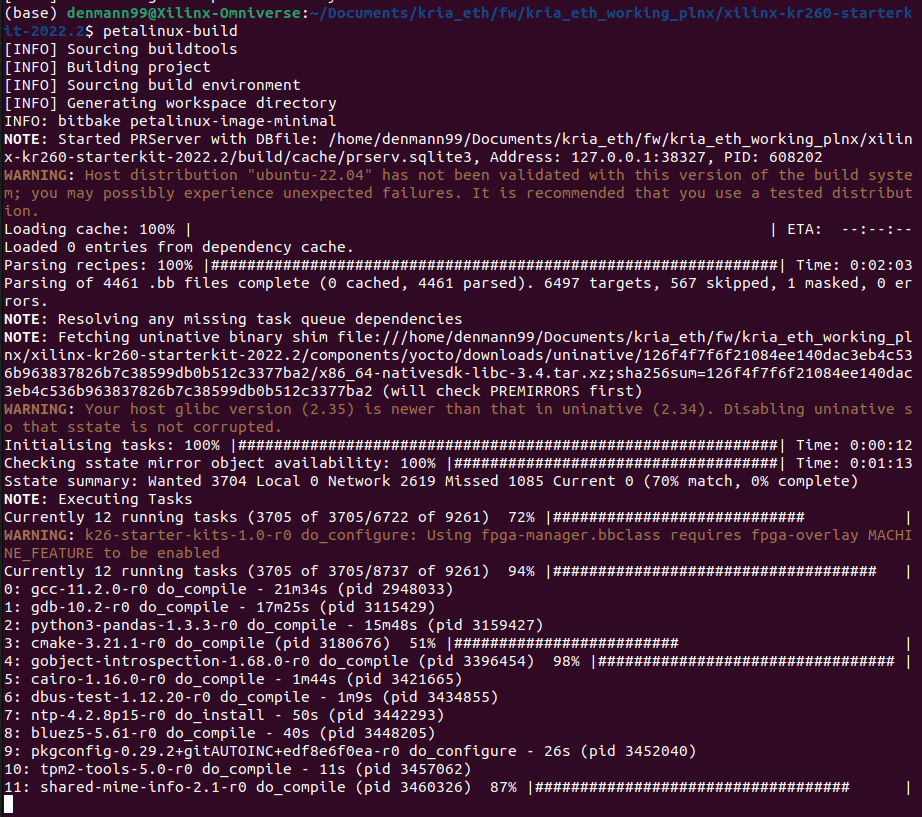 (base) denmann99@Xilinx-Omniverse:~/Documents/kria_eth/fw/kria_eth_working_plnx/xilinx-kr260-starterk
it-2022.2$ petalinux-build
[INFO] Sourcing buildtools
[INFO] Building project
[INFO] Sourcing build environment
[INFO] Generating workspace directory
INFO: bitbake petalinux-image-minimal
NOTE: Started PRServer with DBfile: /home/denmann99/Documents/kria_eth/fw/kria_eth_working_plnx/xilin
x-kr260-starterkit-2022.2/build/cache/prserv.sqlite3, Address: 127.0.0.1:38327, PID: 608202
WARNING: Host distribution "ubuntu-22.04" has not been validated with this version of the build syste
m; you may possibly experience unexpected failures. It is recommended that you use a tested distribut
ion.
Loading cache: 100% |                                                                | ETA:  --:--:--
Loaded 0 entries from dependency cache.
Parsing recipes: 100% |###############################################################| Time: 0:02:03
Parsing of 4461 .bb files complete (0 cached, 4461 parsed). 6497 targets, 567 skipped, 1 masked, 0 er
rors.
NOTE: Resolving any missing task queue dependencies
NOTE: Fetching uninative binary shim file:///home/denmann99/Documents/kria_eth/fw/kria_eth_working_pl
nx/xilinx-kr260-starterkit-2022.2/components/yocto/downloads/uninative/126f4f7f6f21084ee140dac3eb4c53
6b963837826b7c38599db0b512c3377ba2/x86_64-nativesdk-libc-3.4.tar.xz;sha256sum=126f4f7f6f21084ee140dac
3eb4c536b963837826b7c38599db0b512c3377ba2 (will check PREMIRRORS first)
WARNING: Your host glibc version (2.35) is newer than that in uninative (2.34). Disabling uninative s
o that sstate is not corrupted.
Initialising tasks: 100% |############################################################| Time: 0:00:12
Checking sstate mirror object availability: 100% |####################################| Time: 0:01:13
Sstate summary: Wanted 3704 Local 0 Network 2619 Missed 1085 Current 0 (70% match, 0% complete)
NOTE: Executing Tasks
Currently 12 running tasks (3705 of 3705/6722 of 9261)  72% |############################           |
WARNING: k26-starter-kits-1.0-r0 do_configure: Using fpga-manager.bbclass requires fpga-overlay MACHI
NE_FEATURE to be enabled
Currently 12 running tasks (3705 of 3705/8737 of 9261)  94% |####################################   |
0: gcc-11.2.0-r0 do_compile - 21m34s (pid 2948033)
1: gdb-10.2-r0 do_compile - 17m25s (pid 3115429)
2: python3-pandas-1.3.3-r0 do_compile - 15m48s (pid 3159427)
3: cmake-3.21.1-r0 do_compile (pid 3180676)  51% |#########################                         |
4: gobject-introspection-1.68.0-r0 do_compile (pid 3396454)  98% |################################# |
5: cairo-1.16.0-r0 do_compile - 1m44s (pid 3421665)
6: dbus-test-1.12.20-r0 do_compile - 1m9s (pid 3434855)
7: ntp-4.2.8p15-r0 do_install - 50s (pid 3442293)
8: bluez5-5.61-r0 do_compile - 40s (pid 3448205)
9: pkgconfig-0.29.2+gitAUTOINC+edf8e6f0ea-r0 do_configure - 26s (pid 3452040)
10: tpm2-tools-5.0-r0 do_compile - 11s (pid 3457062)
11: shared-mime-info-2.1-r0 do_compile (pid 3460326)  87% |###################################      |